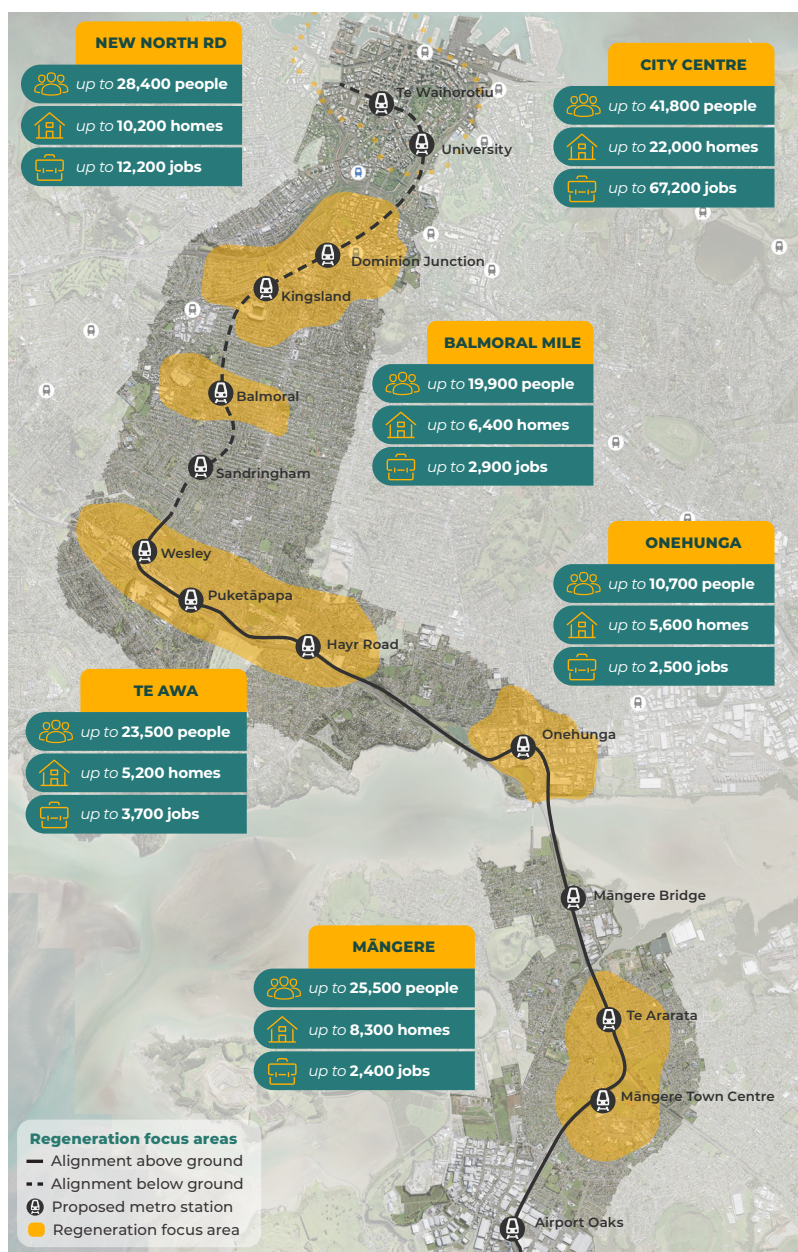 NEW NORTH RD
up to 28,400 people
up to 10,200 homes
up to 12,200 jobs
CITY CENTRE
up to 41,800 people
up to 22,000 homes
up to 67,200 jobs
Te Waihorotiu
University
Dominion Junction
Kingsland
BALMORAL MILE
up to 19,900 people
up to 6,400 homes
up to 2,900 jobs
Balmoral
Sandringham
Wesley
Puketāpapa
Hayr Road
ONEHUNGA
up to 10,700 people
up to 5,600 homes
up to 2,500 jobs
TE AWA
up to 23,500 people
up to 5,200 homes
up to 3,700 jobs
Onehunga
Māngere Bridge
MĀNGERE
up to 25,500 people
up to 8,300 homes
up to 2,400 jobs
Te Ararata
Māngere Town Centre
Airport Oaks
Regeneration focus areas
Alignment above ground
Alignment below ground
Proposed metro station
Regeneration focus area